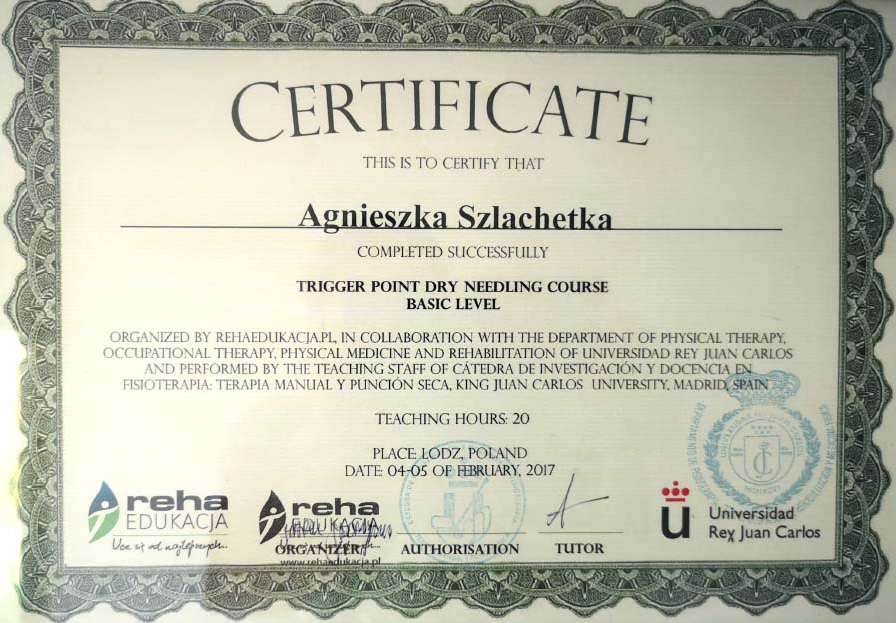 CERTIFICATE
THIS IS TO CERTIFY THAT
Agnieszka Szlachetka
COMPLETED SUCCESSFULLY
TRIGGER POINT DRY NEEDLING COURSE
BASIC LEVEL
ORGANIZED BY REHAEDUKACJA.PL, IN COLLABORATION WITH THE DEPARTMENT OF PHYSICAL THERAPY,
OCCUPATIONAL THERAPY, PHYSICAL MEDICINE AND REHABILITATION OF UNIVERSIDAD REY JUAN CARLOS
AND PERFORMED BY THE TEACHING STAFF OF CÁTEDRA DE INVESTIGACIÓN Y DOCENCIA EN
FISIOTERAPIA: TERAPIA MANUAL Y PUNCIÓN SECA, KING JUAN CARLOS UNIVERSITY, MADRID, SPAIN
TEACHING HOURS: 20
PLACE: LODZ, POLAND
DATE: 04-05 OF FEBRUARY, 2017
reha
EDUKACJA
Ucz się od najlepszych...
reha
EDUKACJA
ORGANIZER
www.rehaedukacja.pl
AUTHORISATION
TUTOR
u
Universidad
Rey Juan Carlos